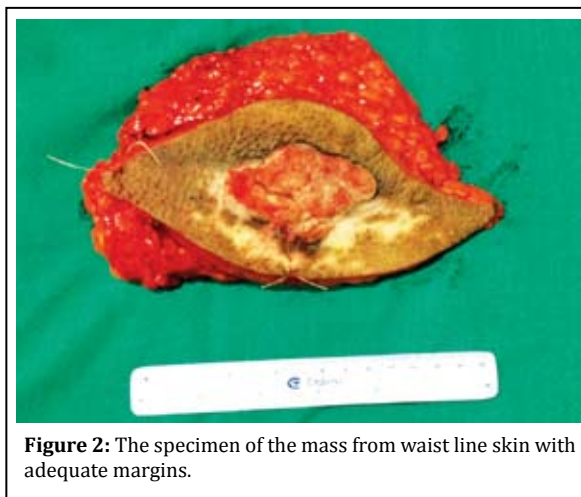 Figure 2: The specimen of the mass from waist line skin with
adequate margins.